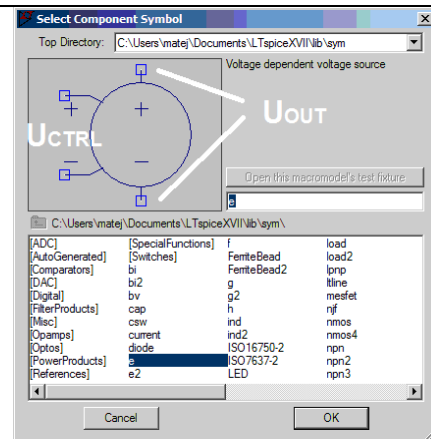 Select Component Symbol
Top Directory: C:\Users\matej\Documents\LTspiceXVII\lib\sym
Voltage dependent voltage source
+ +
UCTRL UOUT
− −
Open this macromodel's test fixture
e
C:\Users\matej\Documents\LTspiceXVII\lib\sym\
[ADC] [SpecialFunctions] f load
[AutoGenerated] [Switches] FerriteBead load2
[Comparators] bi FerriteBead2 lpnp
[DAC] bi2 g ltline
[Digital] bv g2 mesfet
[FilterProducts] cap h njf
[Misc] csw ind nmos
[Opamps] current ind2 nmos4
[Optos] diode ISO16750-2 npn
[PowerProducts] e ISO7637-2 npn2
[References] e2 LED npn3
Cancel OK